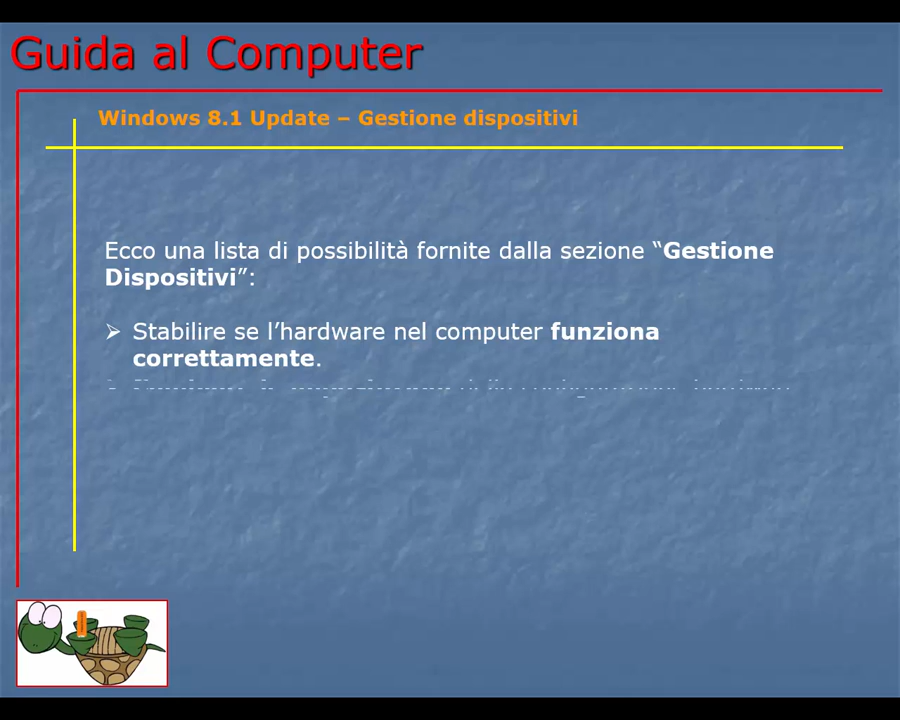 Guida al Computer
Windows 8.1 Update – Gestione dispositivi
Ecco una lista di possibilità fornite dalla sezione “Gestione
Dispositivi”:
➢ Stabilire se l’hardware nel computer funziona
correttamente.